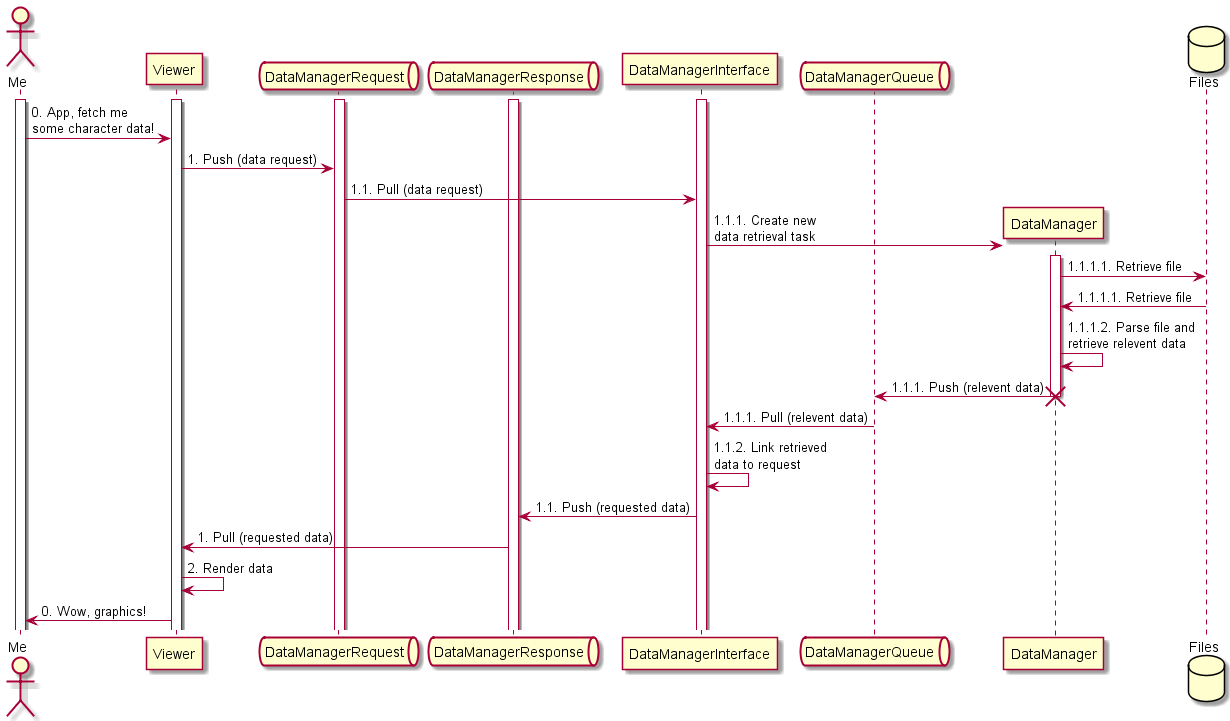 Me
Viewer
DataManagerRequest
DataManagerResponse
DataManagerInterface
DataManagerQueue
Files
0. App, fetch me
some character data!
1. Push (data request)
1.1. Pull (data request)
1.1.1. Create new
data retrieval task
DataManager
1.1.1.1. Retrieve file
1.1.1.1. Retrieve file
1.1.1.2. Parse file and
retrieve relevent data
1.1.1. Push (relevent data)
1.1.1. Pull (relevent data)
1.1.2. Link retrieved
data to request
1.1. Push (requested data)
1. Pull (requested data)
2. Render data
0. Wow, graphics!
Me
Viewer
DataManagerRequest
DataManagerResponse
DataManagerInterface
DataManagerQueue
DataManager
Files